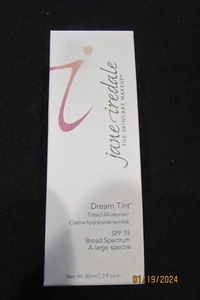 jane iredale
THE SKINCARE MAKEUP®
Dream Tint®
Tinted Moisturizer
Crème hydratante teintée
SPF 15
Broad Spectrum
À large spectre
Net Wt. 50 ml/1.7 fl oz ℮
01/19/2024